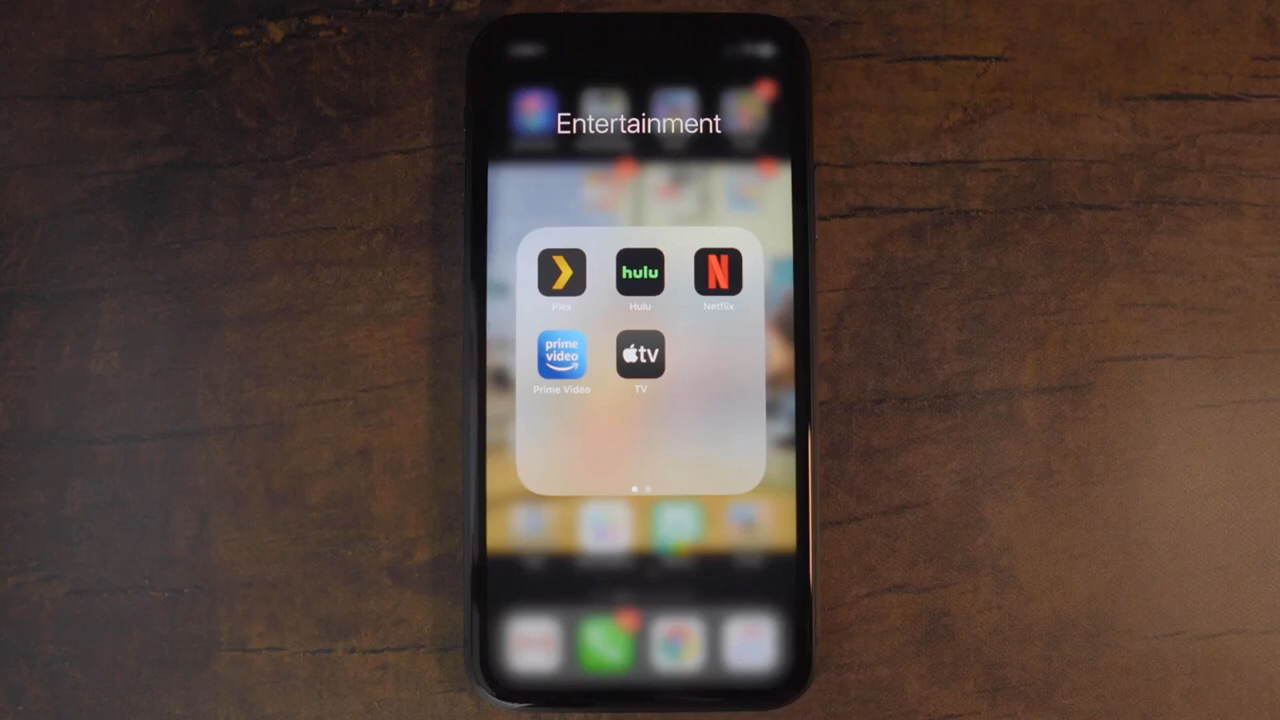 Entertainment
hulu
N
Plex
Hulu
Netflix
prime
video
tv
Prime Video
TV